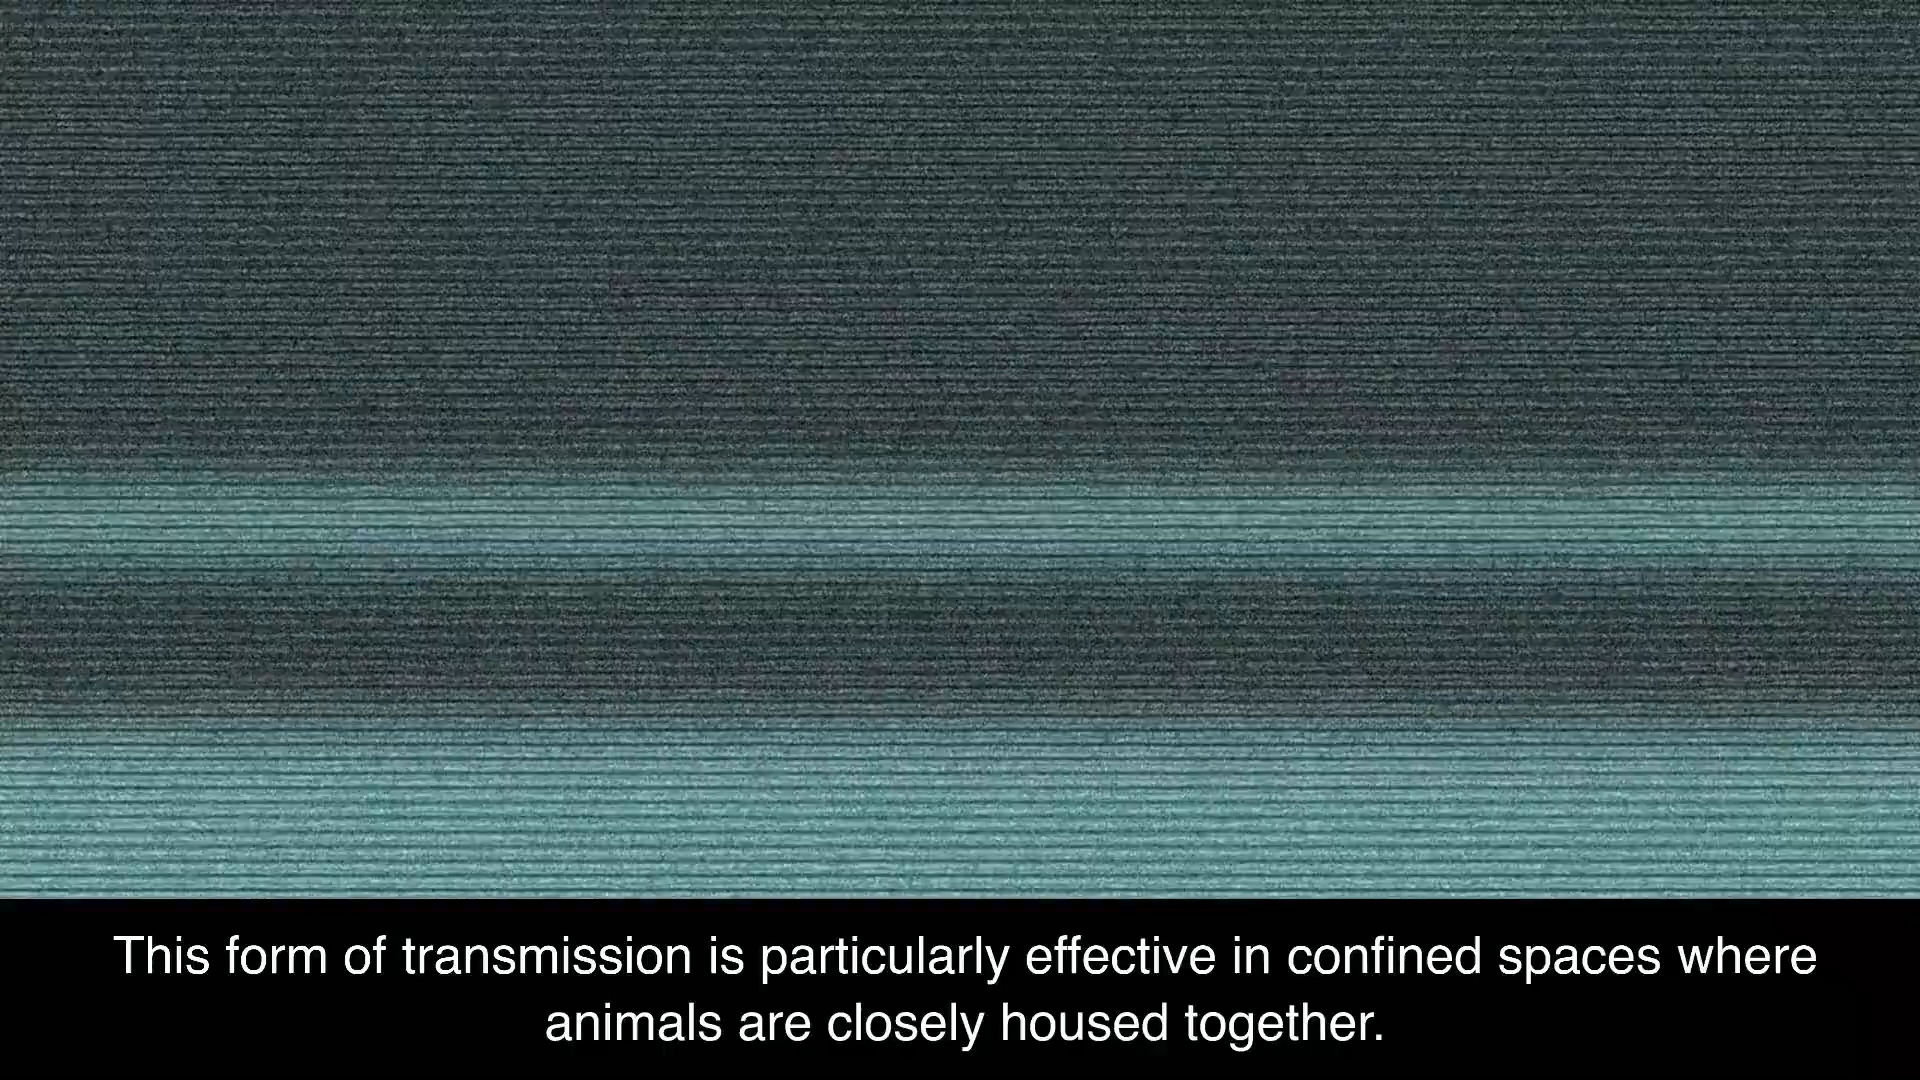 This form of transmission is particularly effective in confined spaces where
animals are closely housed together.